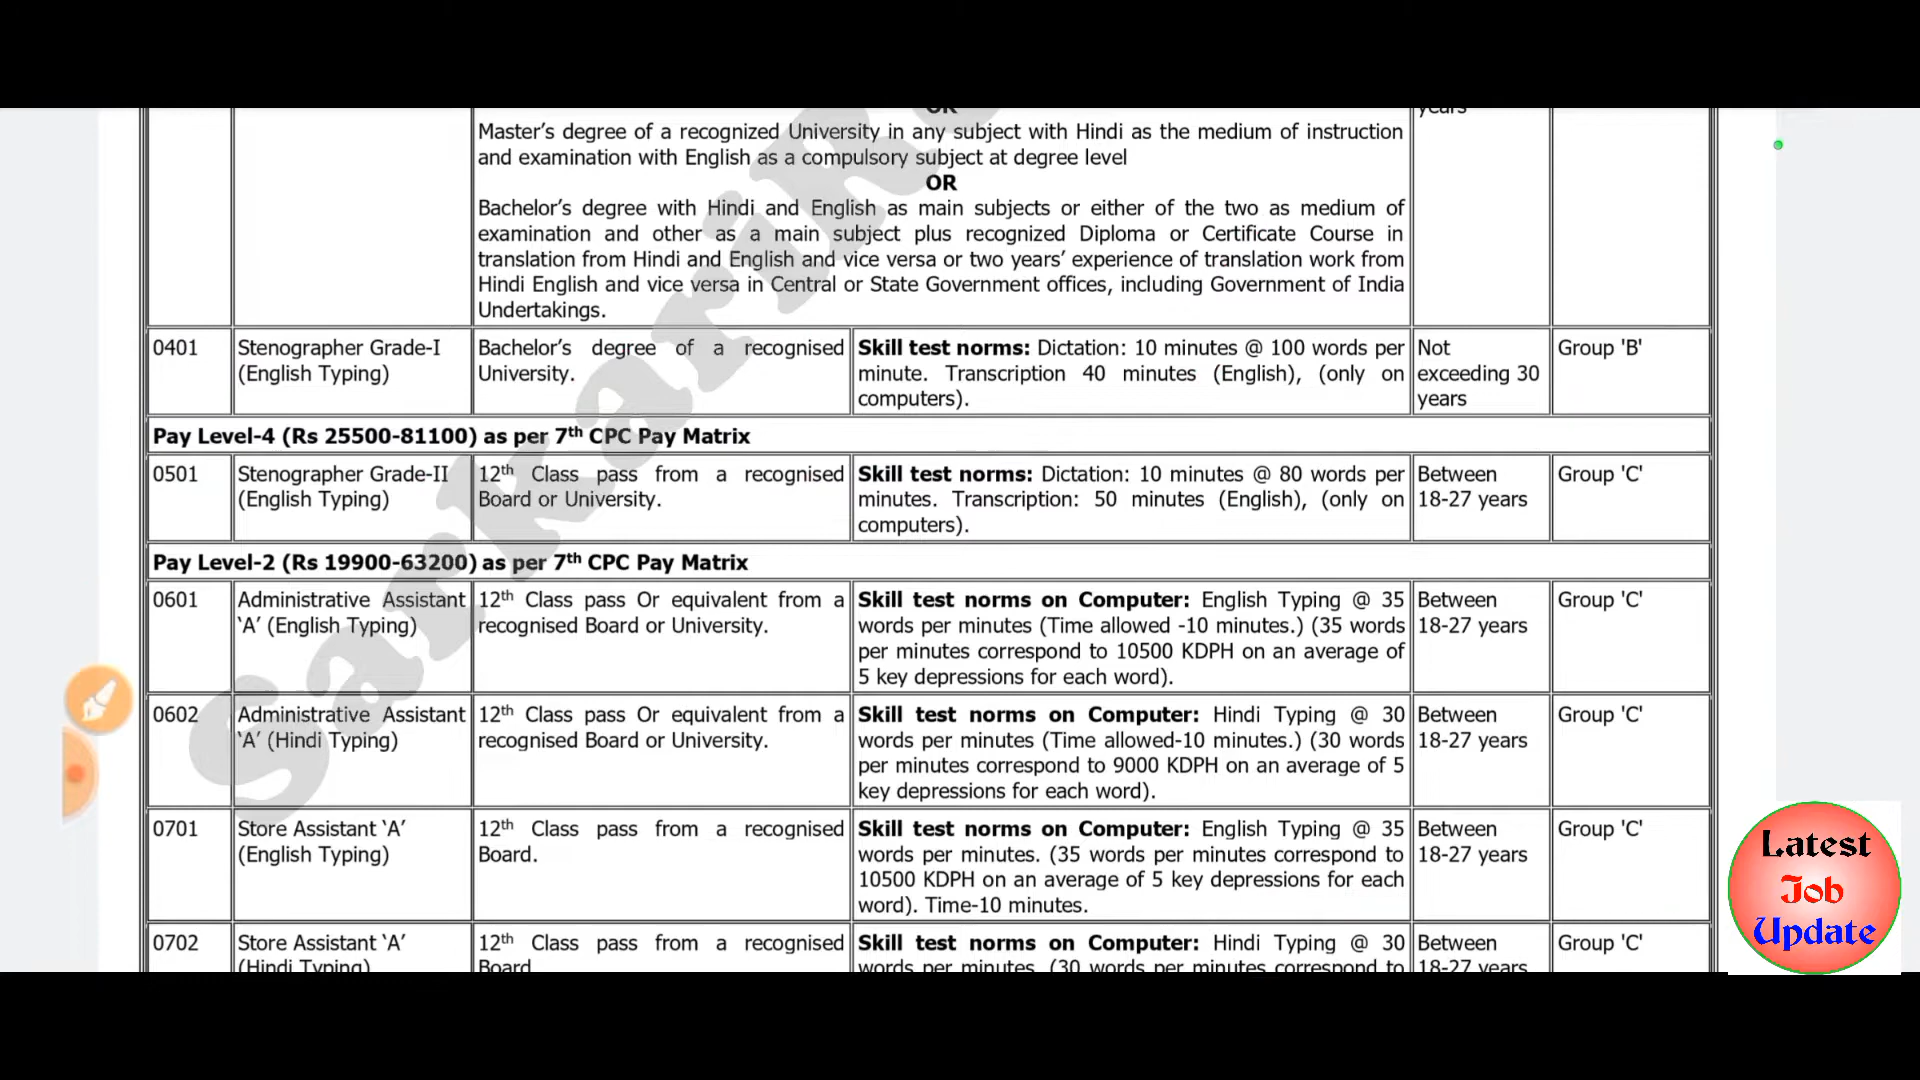 OR
years
Master’s degree of a recognized University in any subject with Hindi as the medium of instruction
and examination with English as a compulsory subject at degree level
OR
Bachelor’s degree with Hindi and English as main subjects or either of the two as medium of
examination and other as a main subject plus recognized Diploma or Certificate Course in
translation from Hindi and English and vice versa or two years’ experience of translation work from
Hindi English and vice versa in Central or State Government offices, including Government of India
Undertakings.
0401
Stenographer Grade-I
(English Typing)
Bachelor’s degree of a recognised
University.
Skill test norms: Dictation: 10 minutes @ 100 words per
minute. Transcription 40 minutes (English), (only on
computers).
Not
exceeding 30
years
Group 'B'
Pay Level-4 (Rs 25500-81100) as per 7th CPC Pay Matrix
0501
Stenographer Grade-II
(English Typing)
12th Class pass from a recognised
Board or University.
Skill test norms: Dictation: 10 minutes @ 80 words per
minutes. Transcription: 50 minutes (English), (only on
computers).
Between
18-27 years
Group 'C'
Pay Level-2 (Rs 19900-63200) as per 7th CPC Pay Matrix
0601
Administrative Assistant
‘A’ (English Typing)
12th Class pass Or equivalent from a
recognised Board or University.
Skill test norms on Computer: English Typing @ 35
words per minutes (Time allowed -10 minutes.) (35 words
per minutes correspond to 10500 KDPH on an average of
5 key depressions for each word).
Between
18-27 years
Group 'C'
0602
Administrative Assistant
‘A’ (Hindi Typing)
12th Class pass Or equivalent from a
recognised Board or University.
Skill test norms on Computer: Hindi Typing @ 30
words per minutes (Time allowed-10 minutes.) (30 words
per minutes correspond to 9000 KDPH on an average of 5
key depressions for each word).
Between
18-27 years
Group 'C'
0701
Store Assistant ‘A’
(English Typing)
12th Class pass from a recognised
Board.
Skill test norms on Computer: English Typing @ 35
words per minutes. (35 words per minutes correspond to
10500 KDPH on an average of 5 key depressions for each
word). Time-10 minutes.
Between
18-27 years
Group 'C'
0702
Store Assistant ‘A’
(Hindi Typing)
12th Class pass from a recognised
Board
Skill test norms on Computer: Hindi Typing @ 30
words per minutes. (30 words per minutes correspond to
Between
18-27 years
Group 'C'
Latest
Job
Update